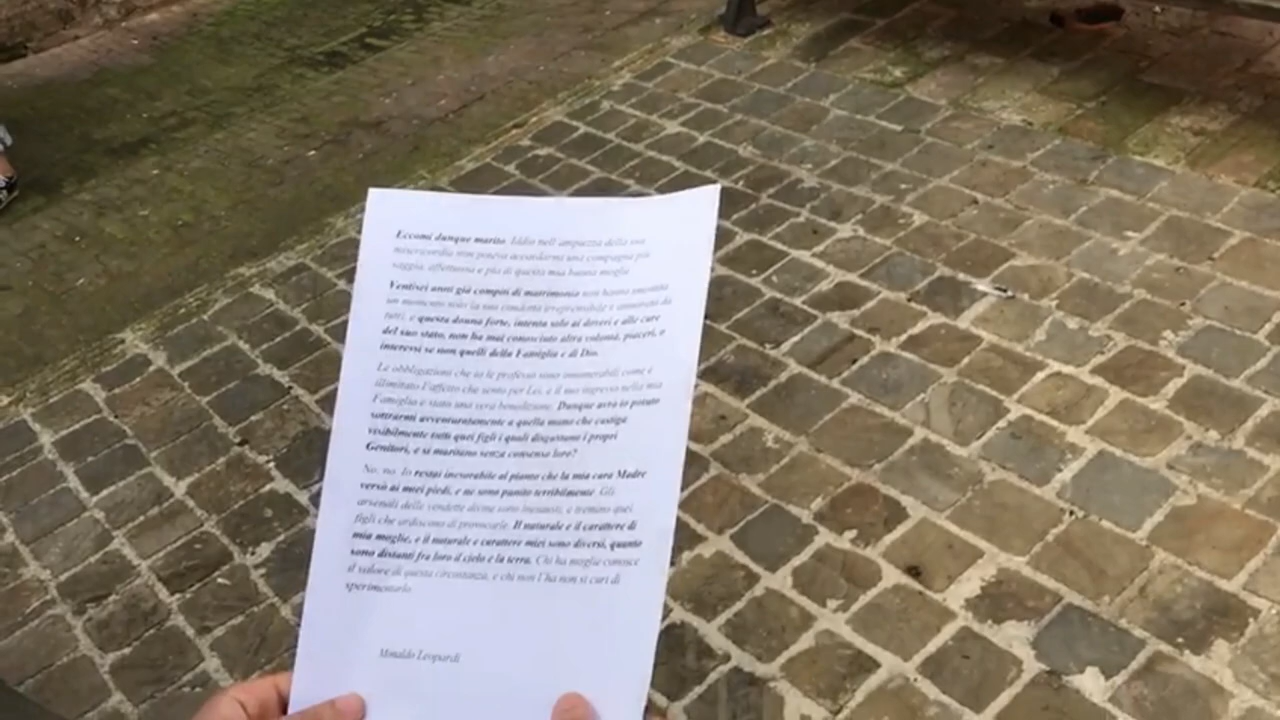 Eccomi dunque marito. Iddio nell'ampiezza della sua
misericordia non poteva accordarmi una compagna più
saggia, affettuosa e pia di questa mia buona moglie
Ventisei anni già compiti di matrimonio non hanno smentita
un momento solo la sua condotta irreprensibile e ammirata da
tutti, e questa donna forte, intenta solo ai doveri e alle cure
del suo stato, non ha mai conosciuto altra volontà, piaceri, o
interessi se non quelli della Famiglia e di Dio.
Le obbligazioni che io le professo sono innumerabili come è
illimitato l'affetto che sento per Lei, e il suo ingresso nella mia
Famiglia è stato una vera benedizione. Dunque avrò io potuto
sottrarmi avventuratamente a quella mano che castiga
visibilmente tutti quei figli i quali disgustano i propri
Genitori, e si maritano senza consenso loro?
No, no. Io restai inesorabile al pianto che la mia cara Madre
versò ai miei piedi, e ne sono punito terribilmente. Gli
arsenali delle vendette divine sono inesausti, e tremino quei
figli che ardiscono di provocarle. Il naturale e il carattere di
mia moglie, e il naturale e carattere miei sono diversi, quanto
sono distanti fra loro il cielo e la terra. Chi ha moglie conosce
il valore di questa circostanza, e chi non l'ha non si curi di
sperimentarlo.
Monaldo Leopardi